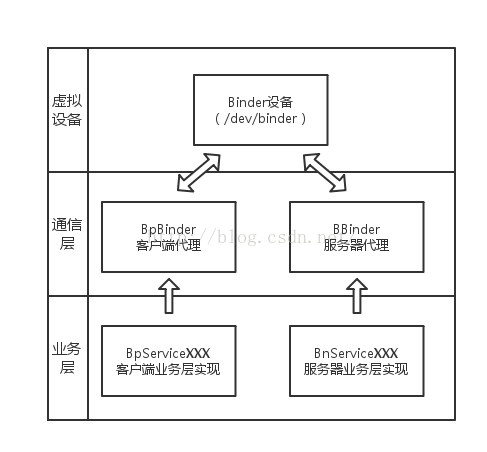 虚拟
设备
Binder设备
（/dev/binder）
通信
层
BpBinder
客户端代理
BBinder
服务器代理
http://blog.csdn.net
业务
层
BpServiceXXX
客户端业务层实现
BnServiceXXX
服务器业务层实现